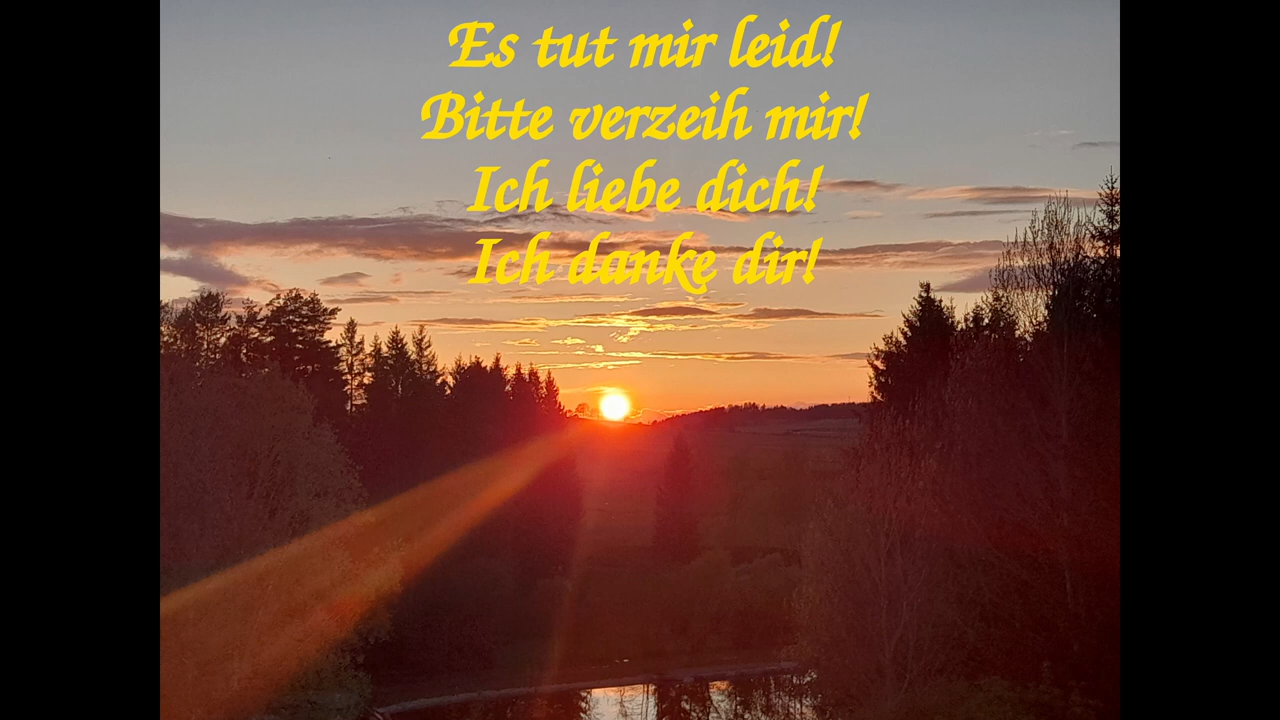 Es tut mir leid!
Bitte verzeih mir!
Ich liebe dich!
Ich danke dir!